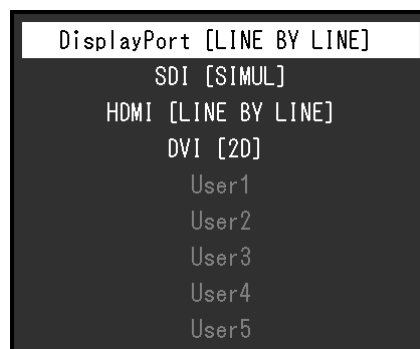 DisplayPort [LINE BY LINE]
SDI [SIMUL]
HDMI [LINE BY LINE]
DVI [2D]
User1
User2
User3
User4
User5